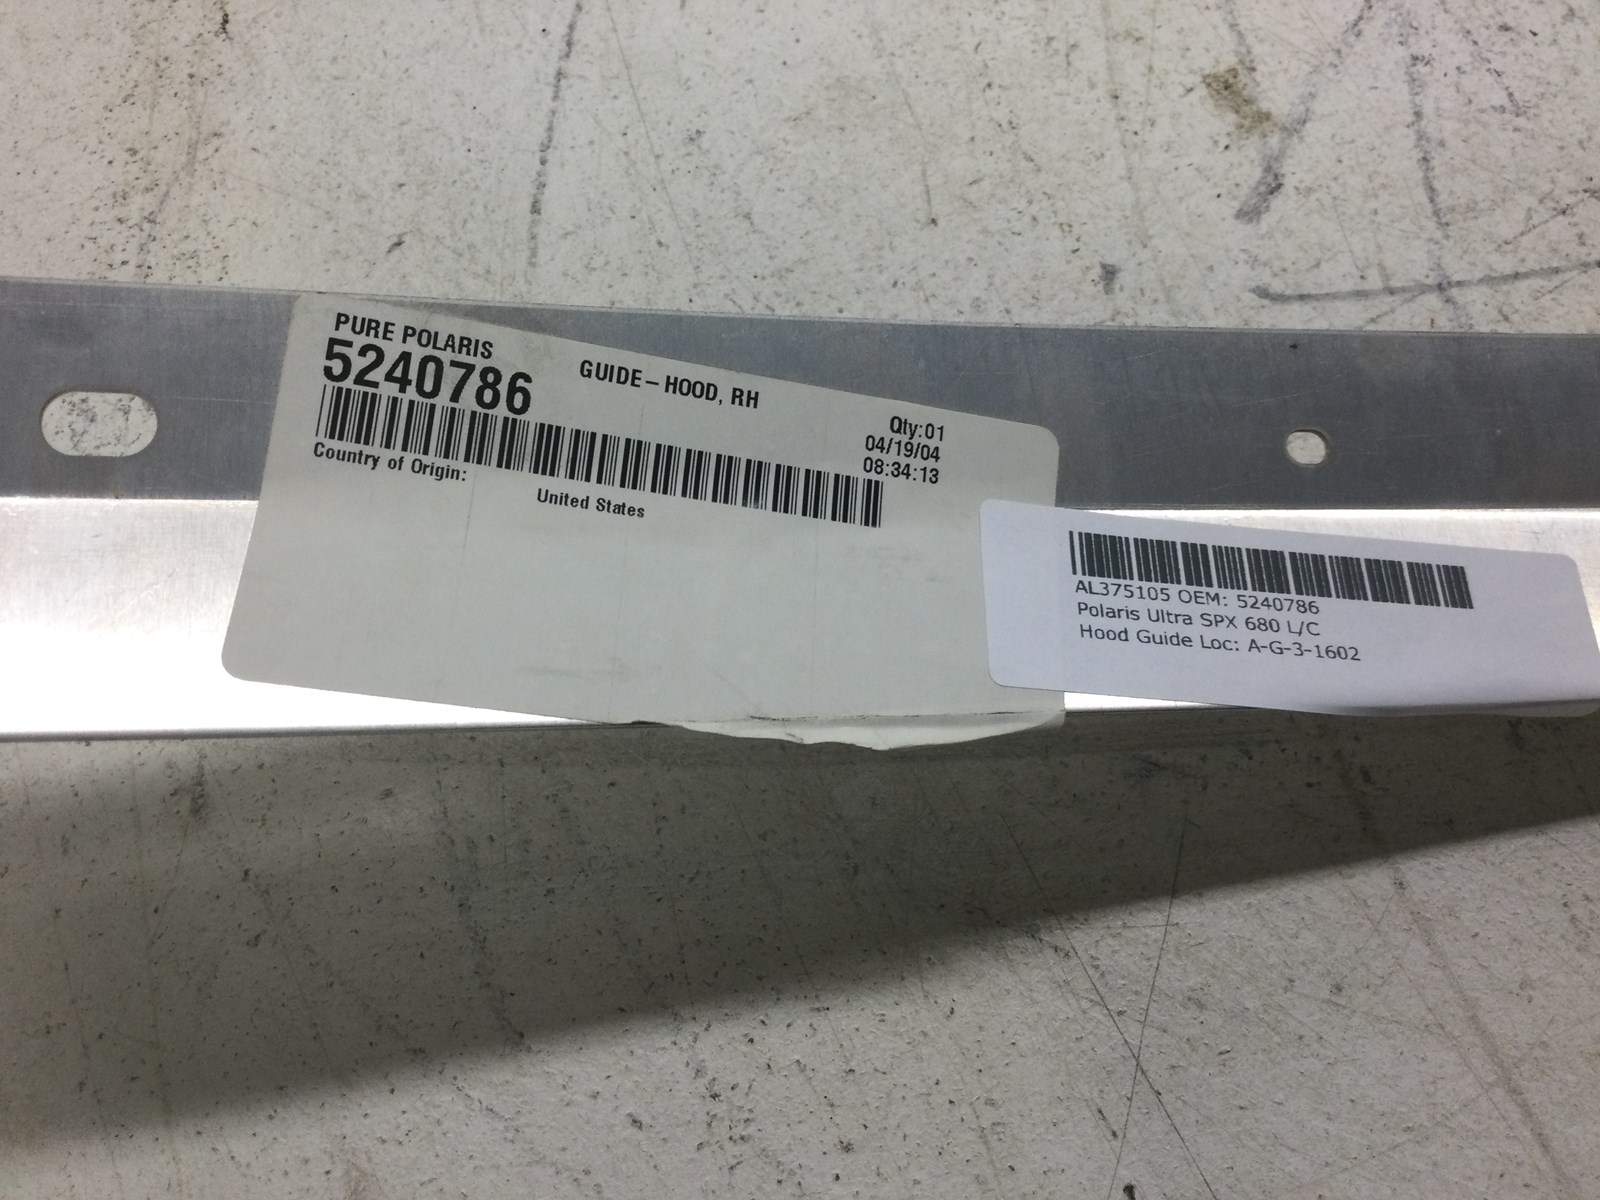 PURE POLARIS
5240786
GUIDE-HOOD, RH
Qty:01
04/19/04
08:34:13
Country of Origin:
United States
AL375105 OEM: 5240786
Polaris Ultra SPX 680 L/C
Hood Guide Loc: A-G-3-1602